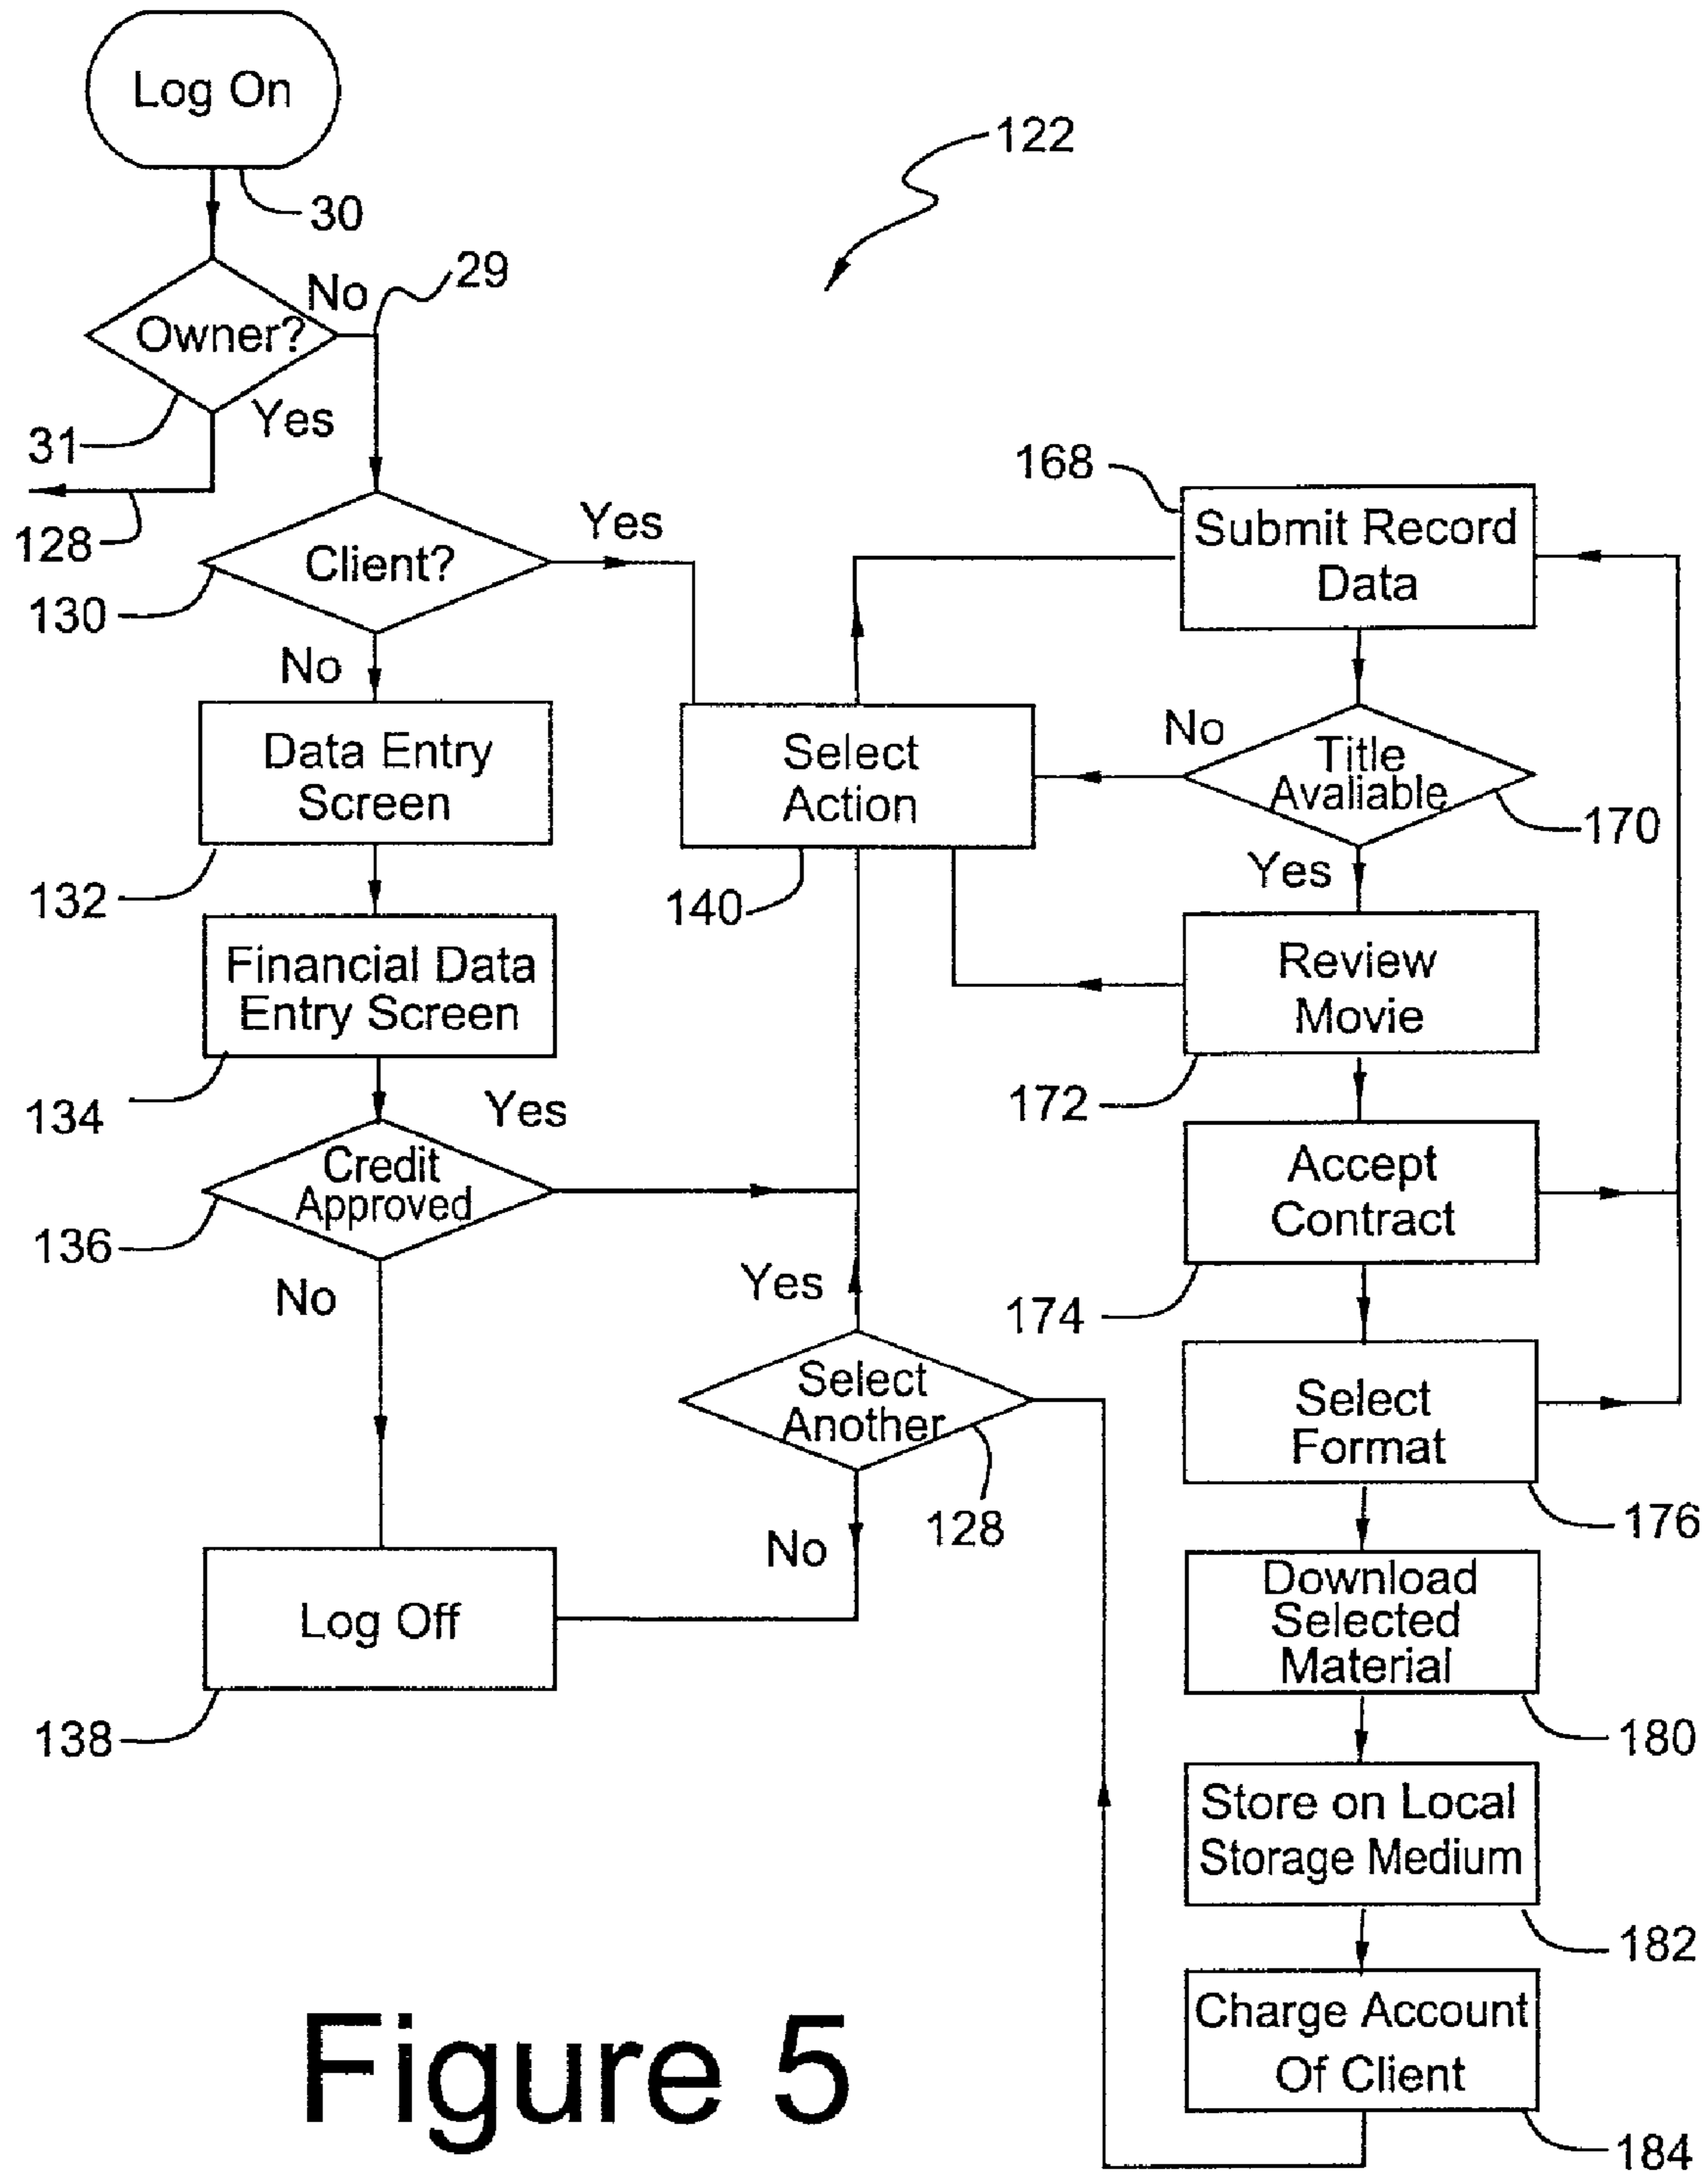 Log On
30
122
Owner?
No
29
Yes
31
128
Client?
Yes
130
No
Data Entry
Screen
132
Financial Data
Entry Screen
134
Yes
Credit
Approved
136
No
Log Off
138
Select
Action
140
Yes
Select
Another
128
No
168
Submit Record
Data
No
Title
Avaliable
170
Yes
Review
Movie
172
Accept
Contract
174
Select
Format
176
Download
Selected
Material
180
Store on Local
Storage Medium
182
Charge Account
Of Client
184
Figure 5